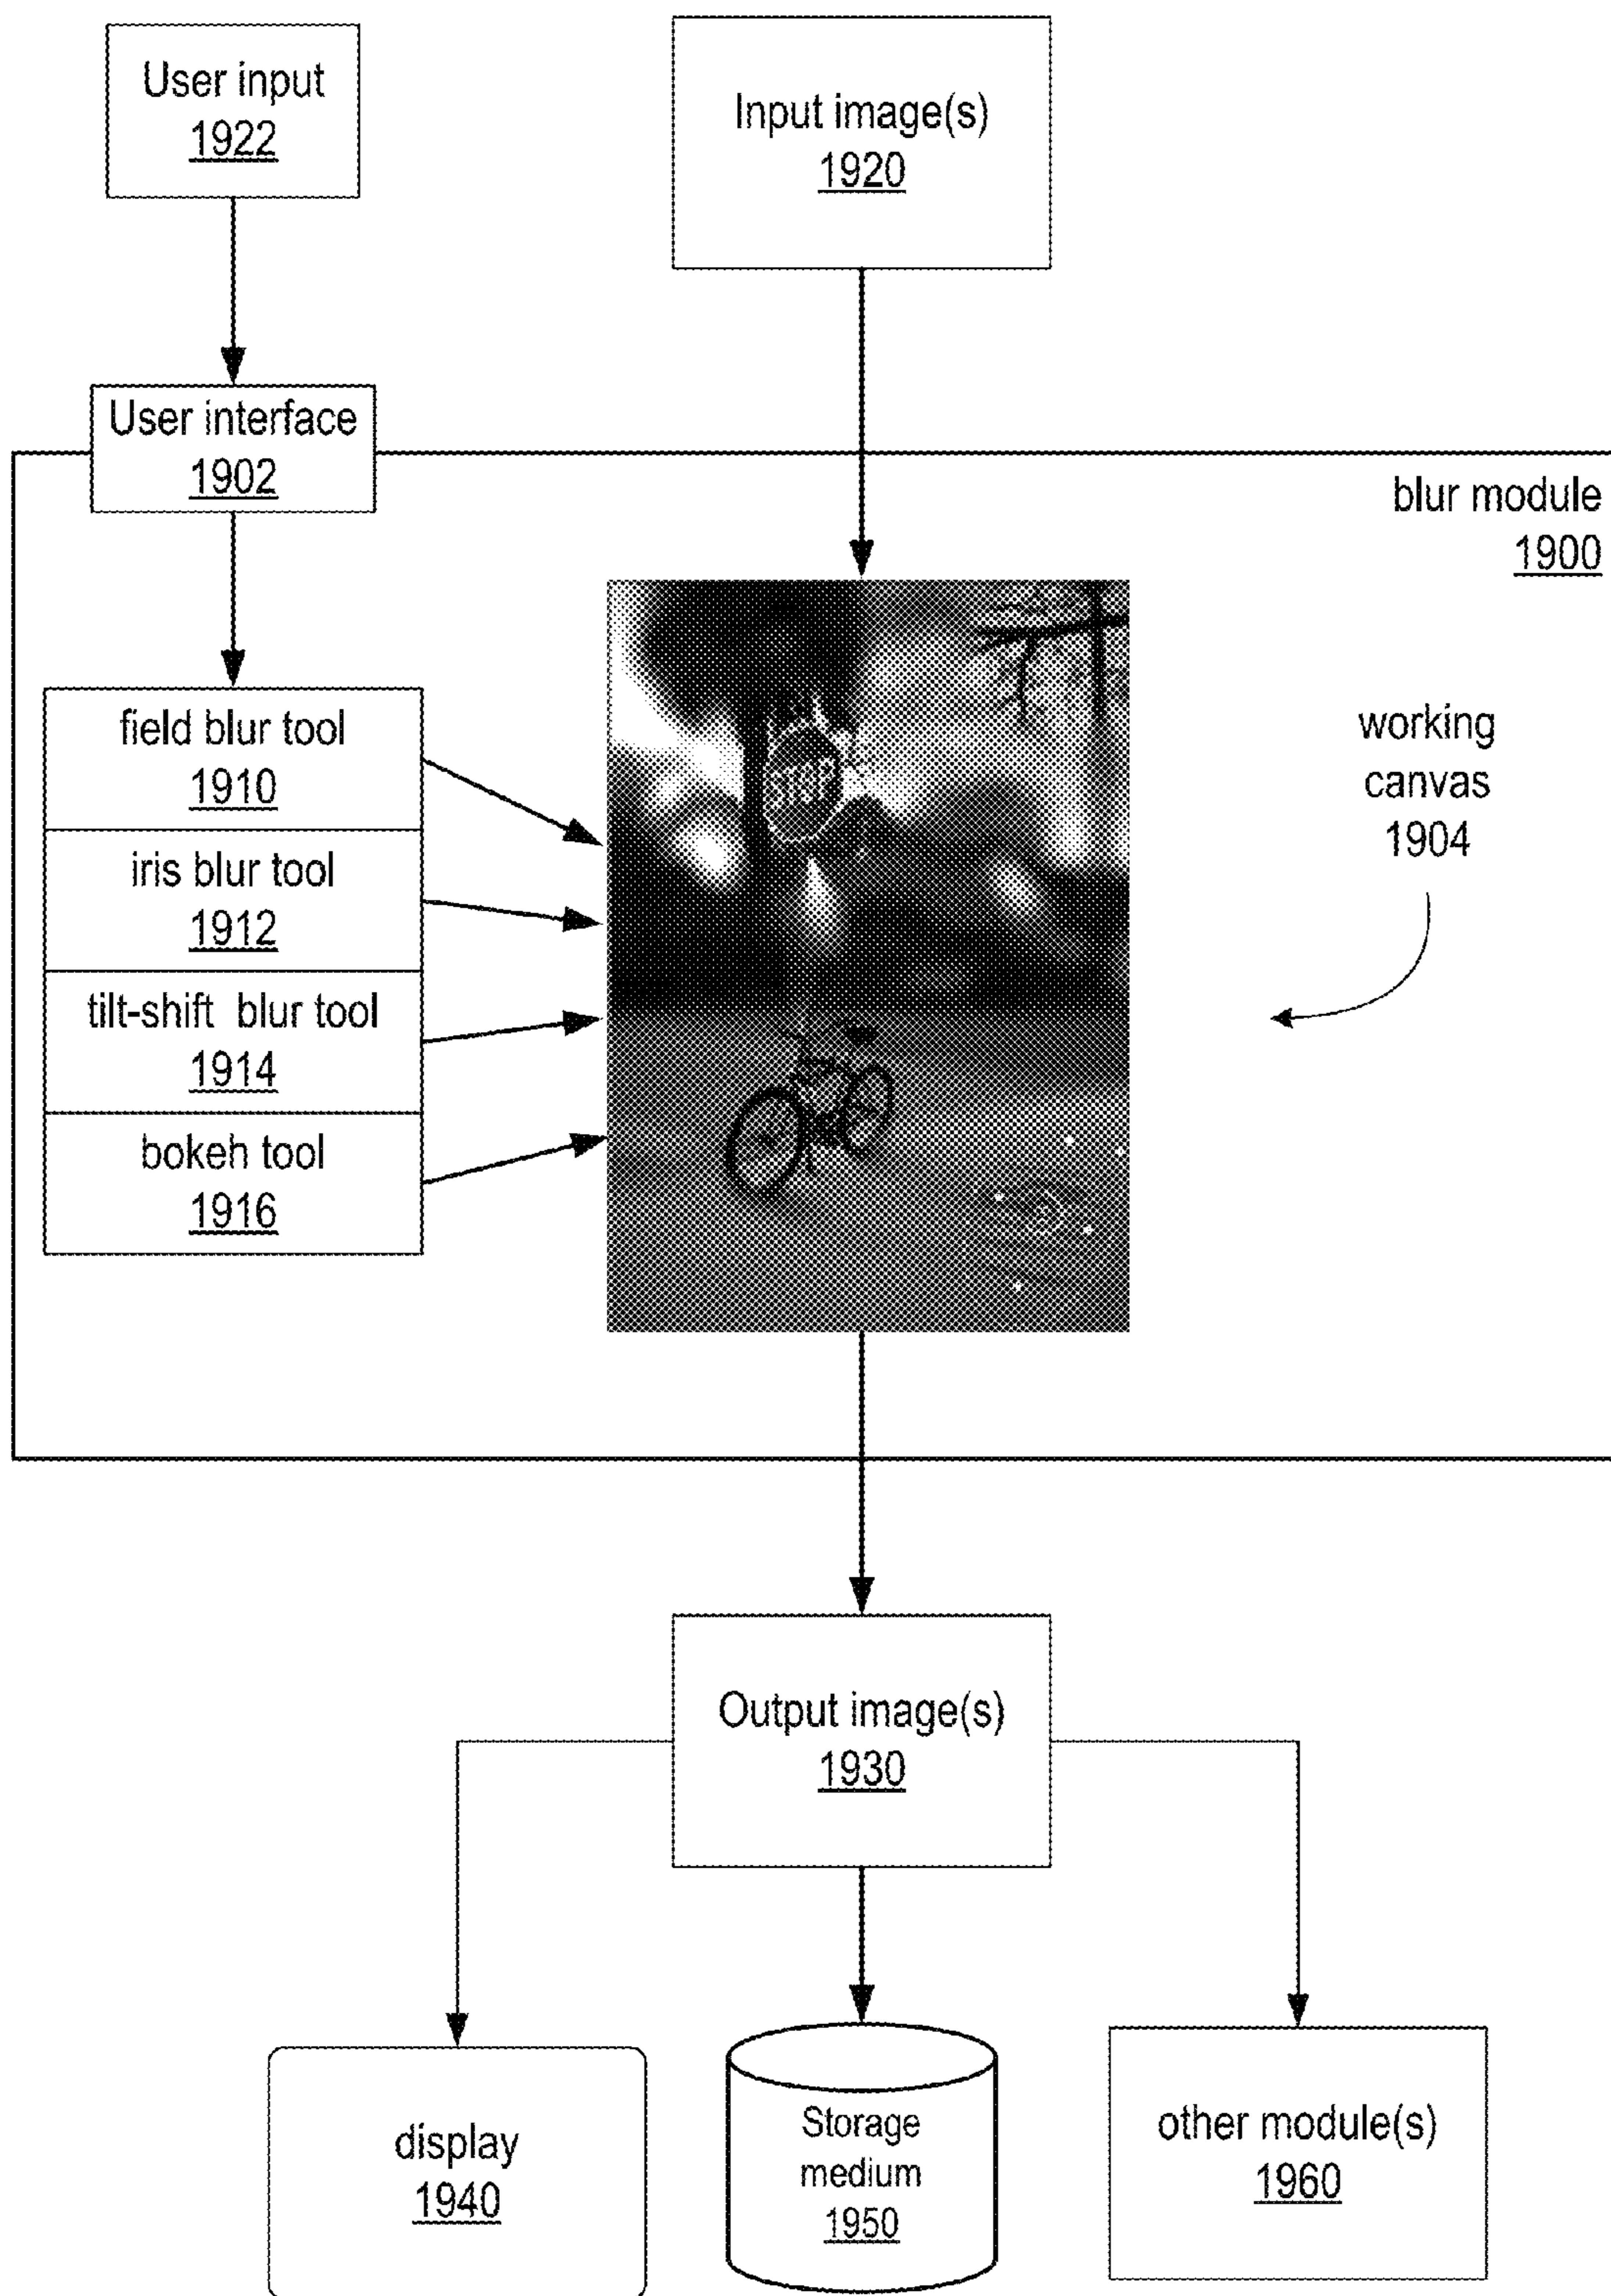 User input
1922
Input image(s)
1920
User interface
1902
blur module
1900
field blur tool
1910
iris blur tool
1912
tilt-shift blur tool
1914
bokeh tool
1916
STOP
working
canvas
1904
Output image(s)
1930
display
1940
Storage
medium
1950
other module(s)
1960